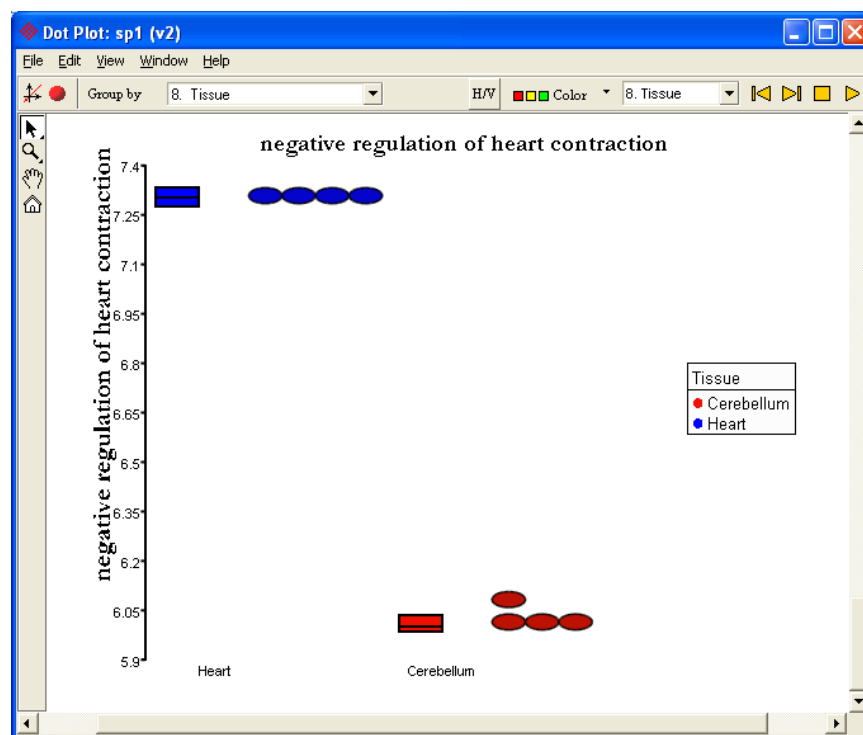 Dot Plot: sp1 (v2)
File Edit View Window Help
Group by 8. Tissue H/V Color 8. Tissue
negative regulation of heart contraction
negative regulation of heart contraction
7.4
7.25
7.1
6.95
6.8
6.65
6.5
6.35
6.2
6.05
5.9
Tissue
Cerebellum
Heart
Heart Cerebellum